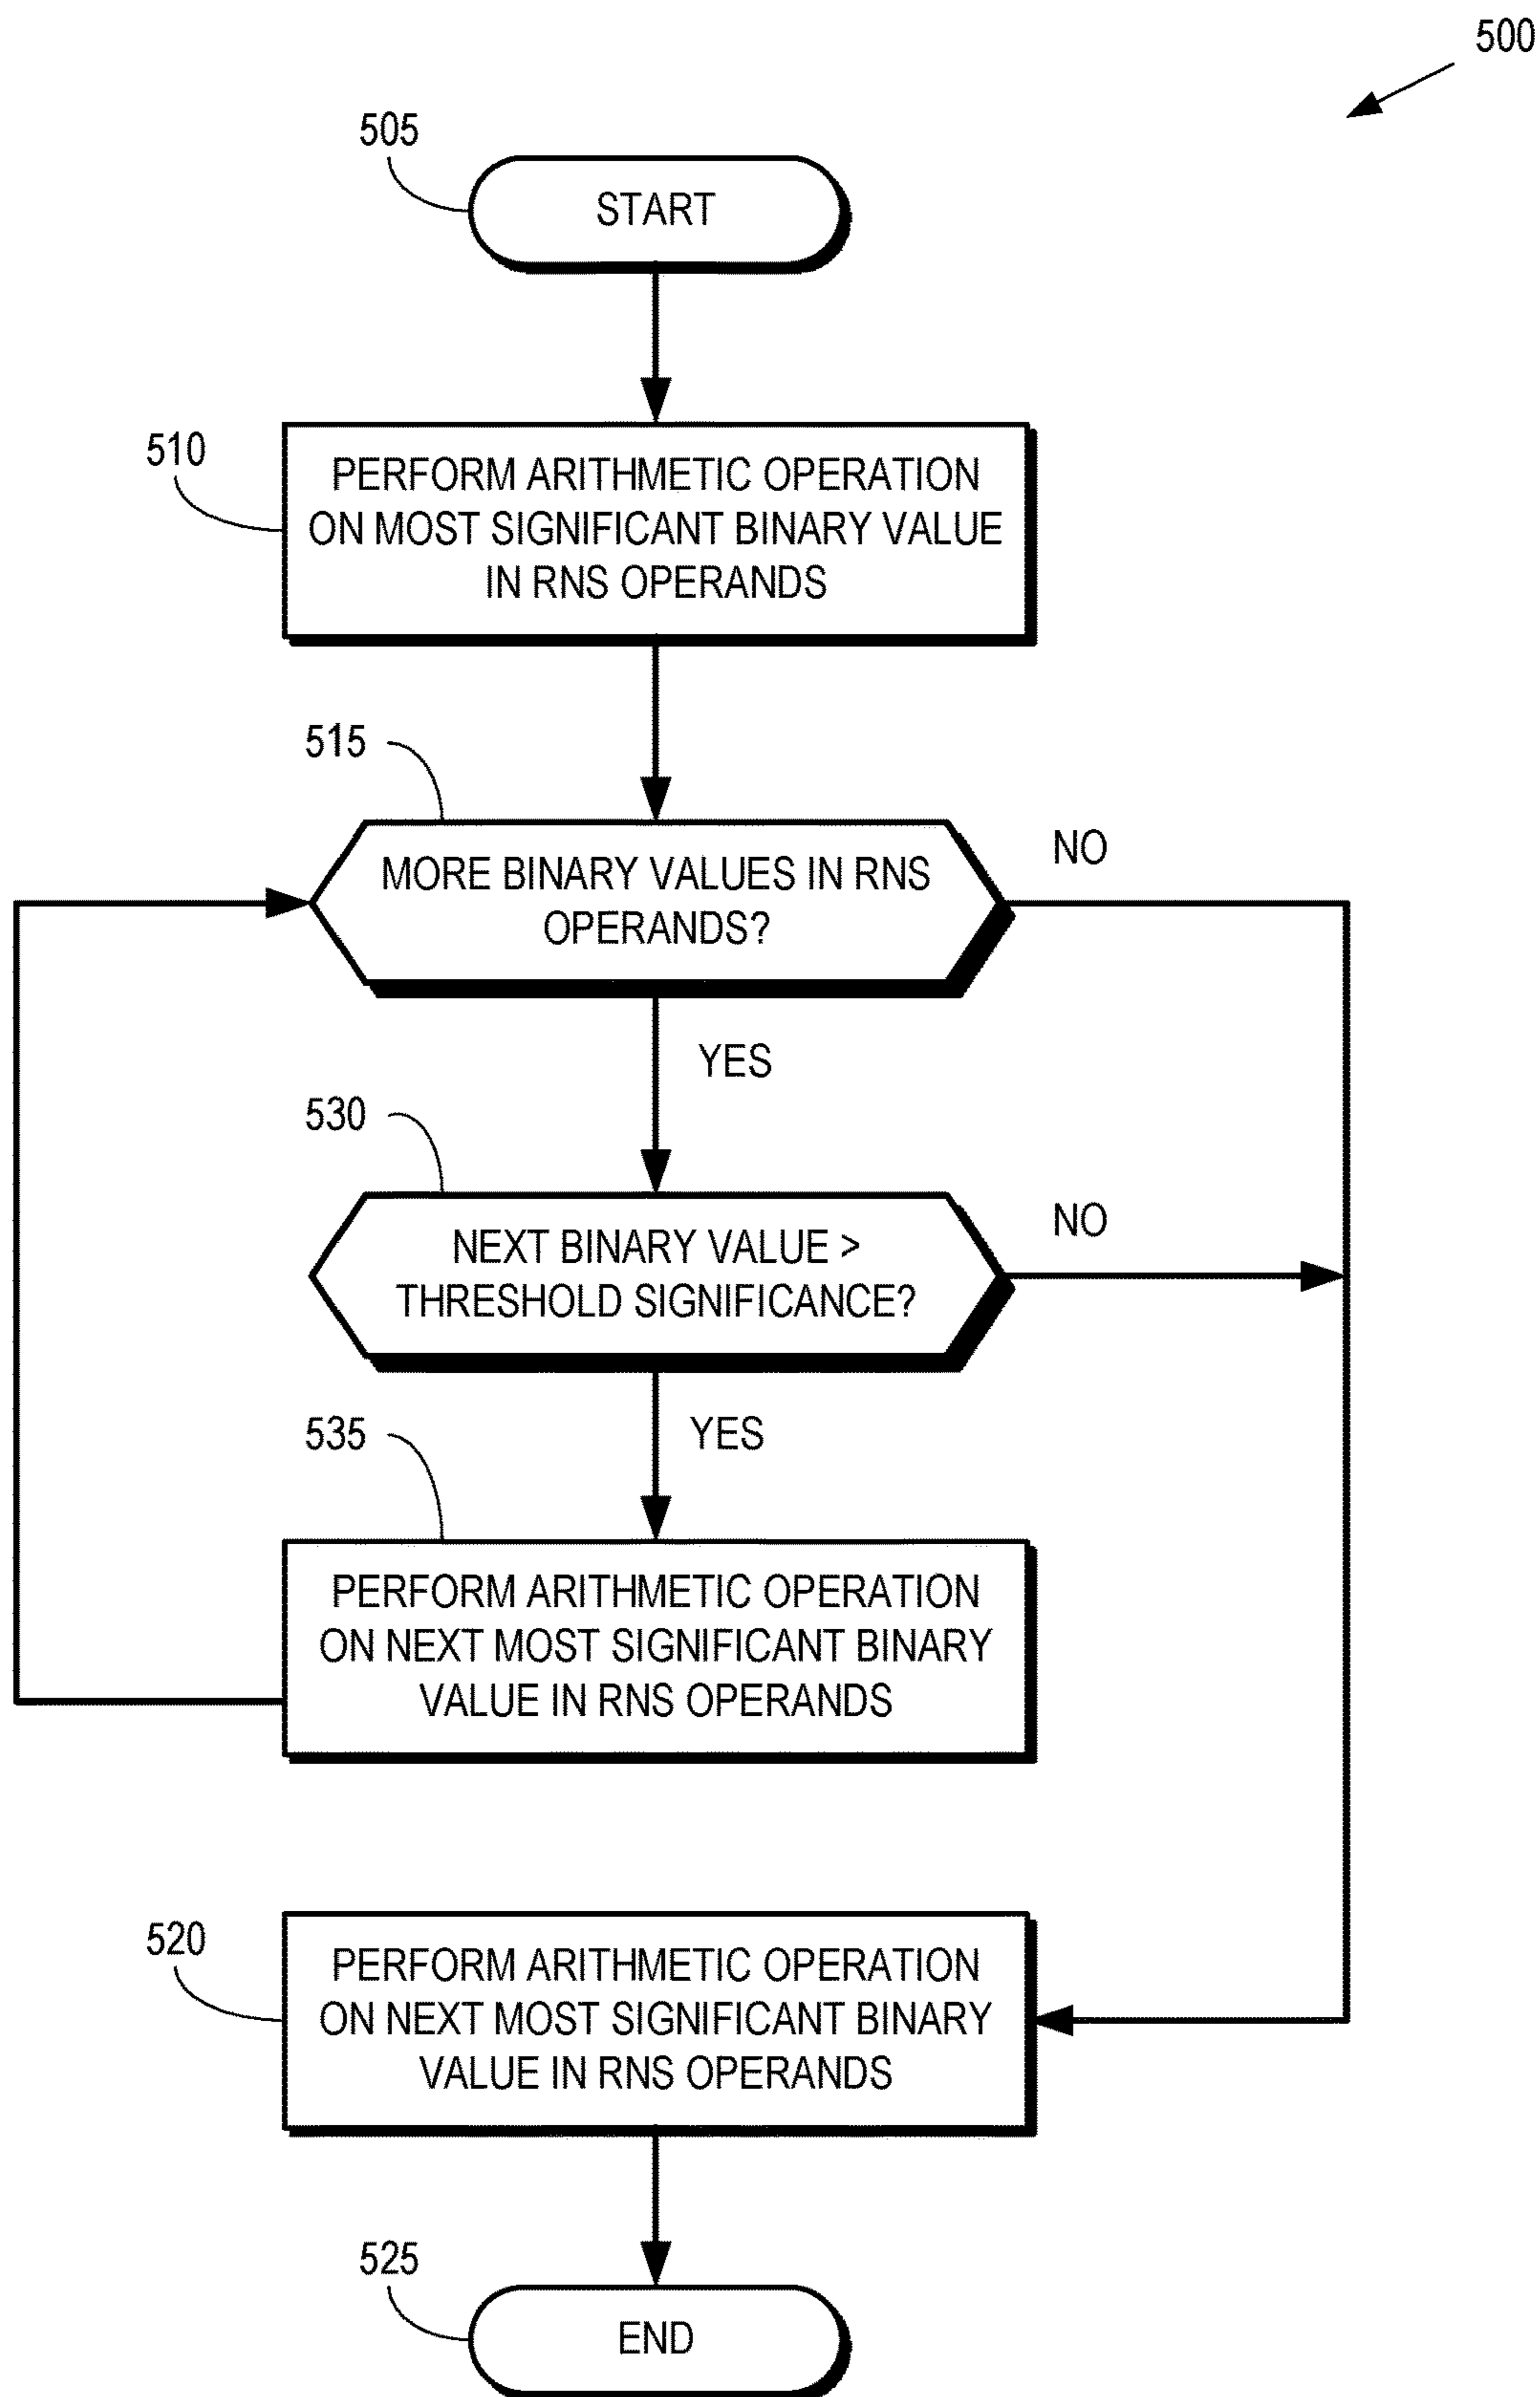 500
505
START
510
PERFORM ARITHMETIC OPERATION
ON MOST SIGNIFICANT BINARY VALUE
IN RNS OPERANDS
515
MORE BINARY VALUES IN RNS
OPERANDS?
NO
YES
530
NEXT BINARY VALUE >
THRESHOLD SIGNIFICANCE?
NO
YES
535
PERFORM ARITHMETIC OPERATION
ON NEXT MOST SIGNIFICANT BINARY
VALUE IN RNS OPERANDS
520
PERFORM ARITHMETIC OPERATION
ON NEXT MOST SIGNIFICANT BINARY
VALUE IN RNS OPERANDS
525
END